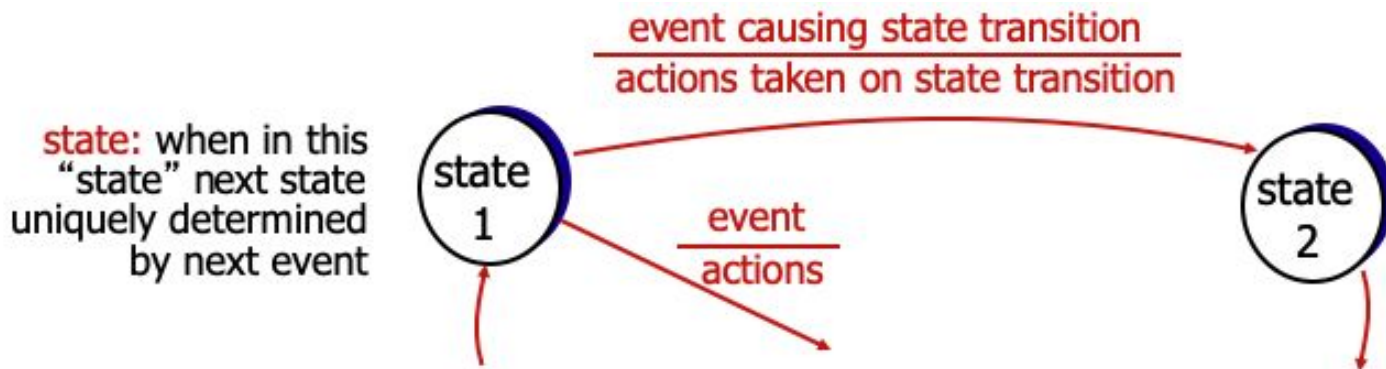 event causing state transition
actions taken on state transition
state: when in this
“state” next state
uniquely determined
by next event
state
1
event
actions
state
2